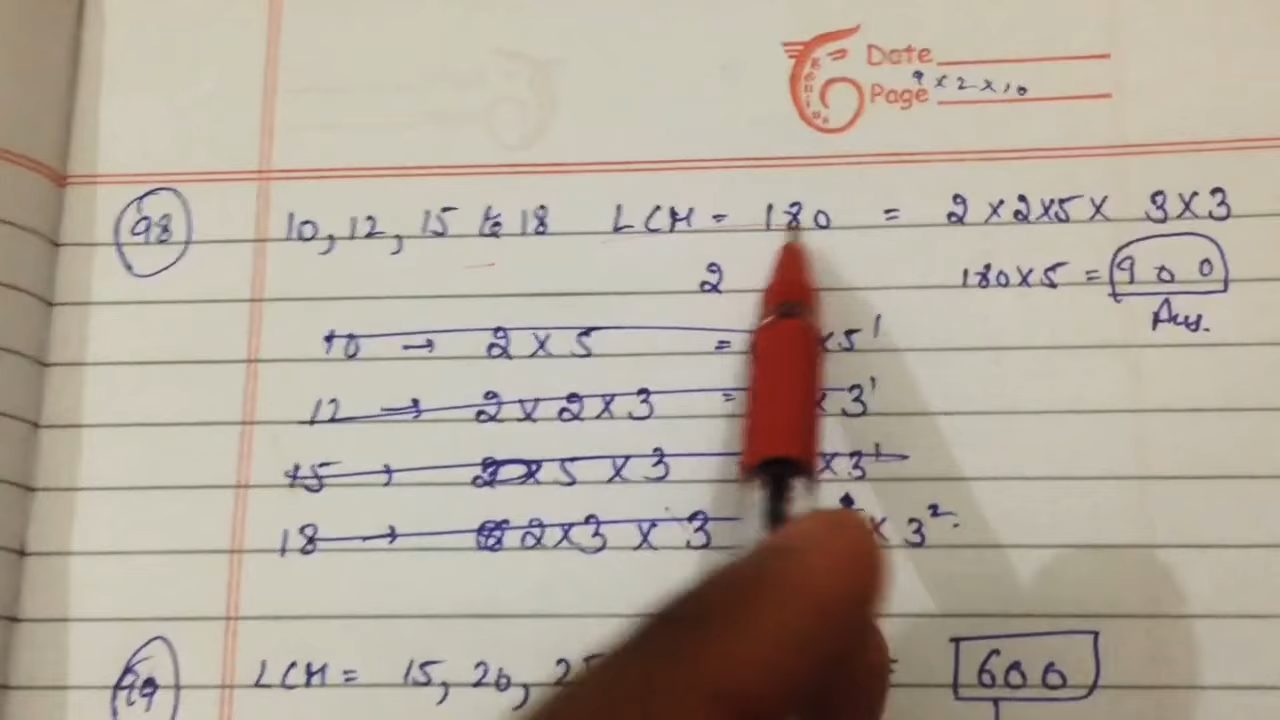 Date
Page 9 x 2 x 10
98 10, 12, 15 & 18 LCM = 180 = 2 x 2 x 5 x 3 x 3
2 180 x 5 = 900
Ans.
10 → 2 x 5 = x 5¹
12 → 2 x 2 x 3 = x 3¹
15 → x 5 x 3 x 3¹
18 → 2 x 3 x 3 x 3²
99 LCM = 15, 20, 25 = 600